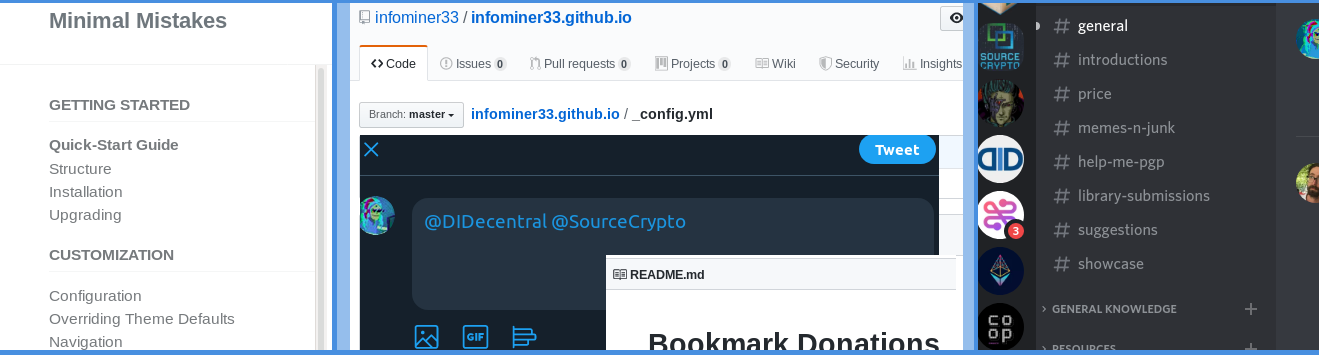 Minimal Mistakes
GETTING STARTED
Quick-Start Guide
Structure
Installation
Upgrading
CUSTOMIZATION
Configuration
Overriding Theme Defaults
Navigation
infominer33 / infominer33.github.io
Code
Issues 0
Pull requests 0
Projects 0
Wiki
Security
Insights
Branch: master
infominer33.github.io / _config.yml
Tweet
@DIDecentral @SourceCrypto
GIF
README.md
Bookmark Donations
SOURCE
CRYPTO
DID
3
CO
OP
# general
# introductions
# price
# memes-n-junk
# help-me-pgp
# library-submissions
# suggestions
# showcase
GENERAL KNOWLEDGE +
RESOURCES +